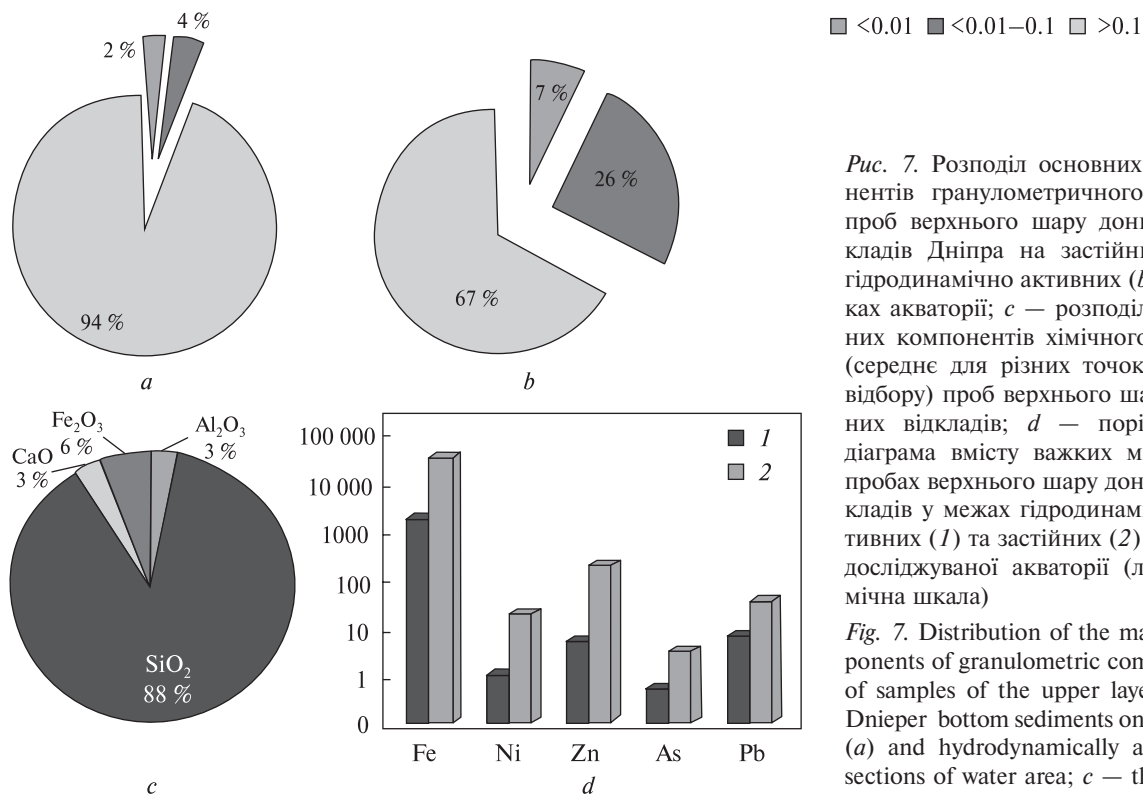 2 %
4 %
94 %
a
7 %
26 %
67 %
b
<0.01 <0.01–0.1 >0.1
CaO
3 %
Fe₂O₃
6 %
Al₂O₃
3 %
SiO₂
88 %
c
100 000
10 000
1000
100
10
1
0
1
2
Fe Ni Zn As Pb
d
Рис. 7. Розподіл основних
нентів гранулометричного
проб верхнього шару донн
кладів Дніпра на застійни
гідродинамічно активних (b
ках акваторії; c — розподіл
них компонентів хімічного
(середнє для різних точок
відбору) проб верхнього ша
них відкладів; d — порі
діаграма вмісту важких м
пробах верхнього шару дон
кладів у межах гідродинамі
тивних (1) та застійних (2)
досліджуваної акваторії (л
мічна шкала)
Fig. 7. Distribution of the ma
ponents of granulometric com
of samples of the upper laye
Dnieper bottom sediments on
(a) and hydrodynamically a
sections of water area; c — th